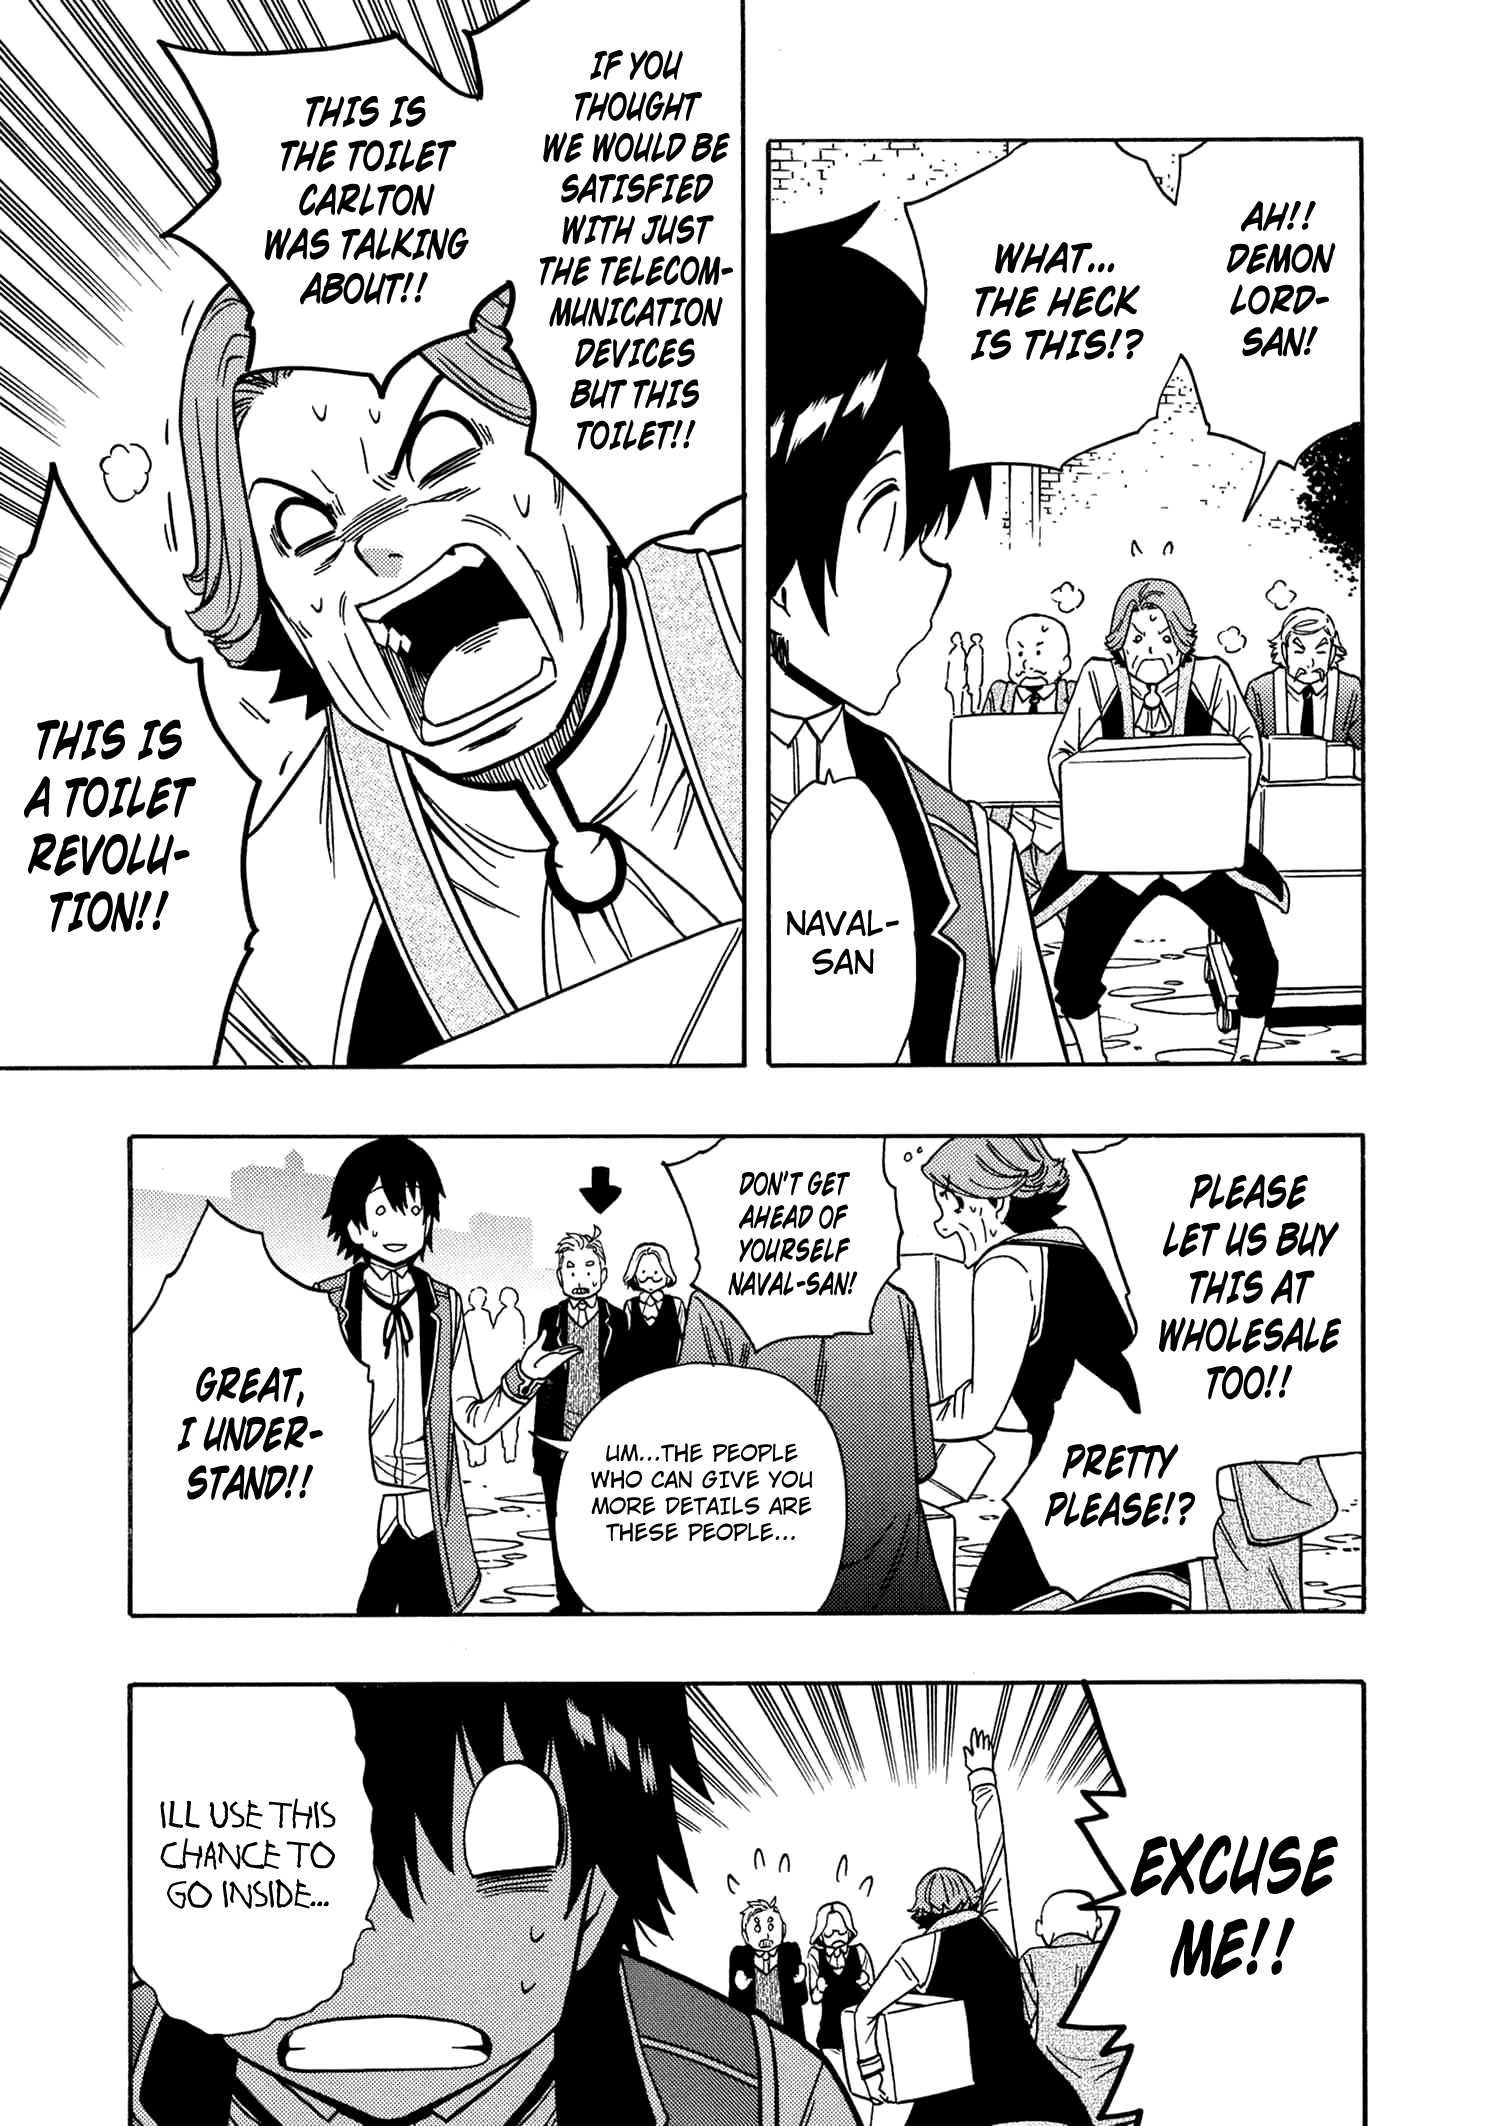 AH!!
DEMON
LORD-
SAN!
WHAT...
THE HECK
IS THIS!?
NAVAL-
SAN
IF YOU
THOUGHT
WE WOULD BE
SATISFIED
WITH JUST
THE TELECOM-
MUNICATION
DEVICES
BUT THIS
TOILET!!
THIS IS
THE TOILET
CARLTON
WAS TALKING
ABOUT!!
THIS IS
A TOILET
REVOLU-
TION!!
PLEASE
LET US BUY
THIS AT
WHOLESALE
TOO!!
PRETTY
PLEASE!?
DON'T GET
AHEAD OF
YOURSELF
NAVAL-SAN!
UM...THE PEOPLE
WHO CAN GIVE YOU
MORE DETAILS ARE
THESE PEOPLE...
GREAT,
I UNDER-
STAND!!
EXCUSE
ME!!
ILL USE THIS
CHANCE TO
GO INSIDE...